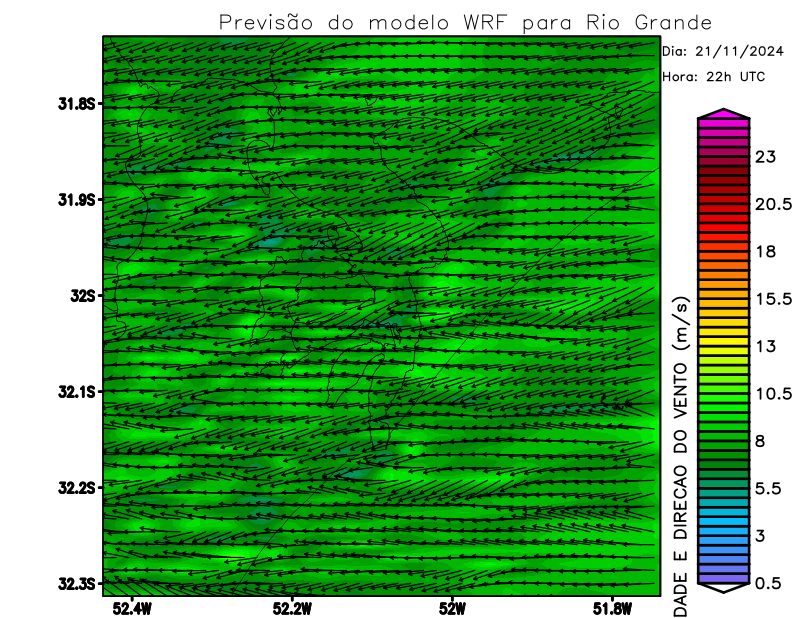 Previsão do modelo WRF para Rio Grande
Dia: 21/11/2024
Hora: 22h UTC
31.8S
31.9S
32S
32.1S
32.2S
32.3S
52.4W
52.2W
52W
51.8W
23
20.5
18
15.5
13
10.5
8
5.5
3
0.5
DADE E DIRECAO DO VENTO (m/s)